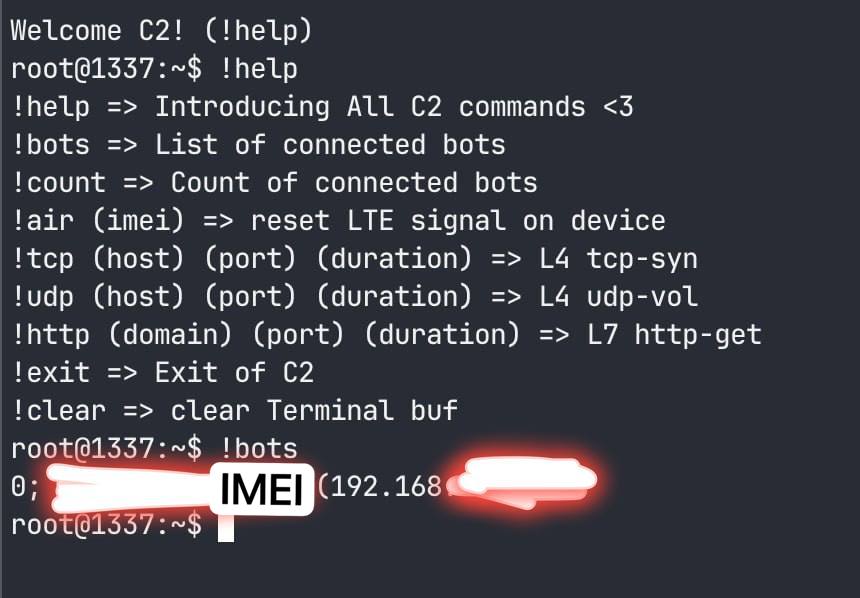 Welcome C2! (!help)
root@1337:~$ !help
!help => Introducing All C2 commands <3
!bots => List of connected bots
!count => Count of connected bots
!air (imei) => reset LTE signal on device
!tcp (host) (port) (duration) => L4 tcp-syn
!udp (host) (port) (duration) => L4 udp-vol
!http (domain) (port) (duration) => L7 http-get
!exit => Exit of C2
!clear => clear Terminal buf
root@1337:~$ !bots
0; IMEI (192.168
root@1337:~$